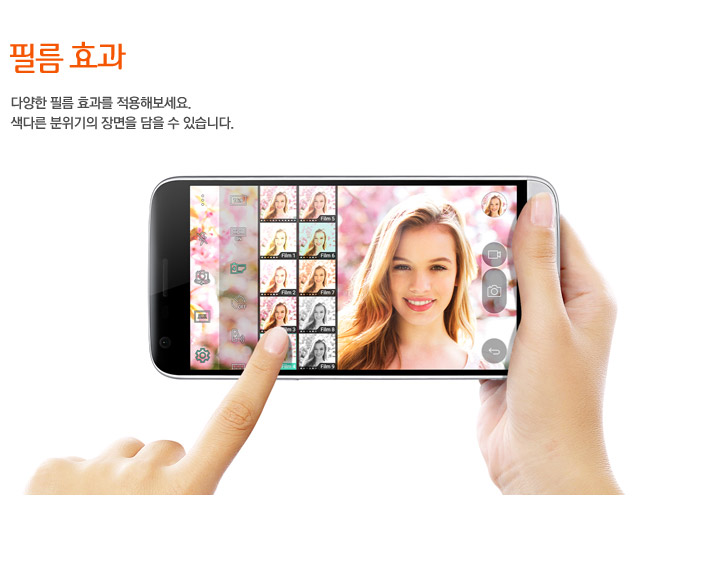 필름 효과
다양한 필름 효과를 적용해보세요.
색다른 분위기의 장면을 담을 수 있습니다.
Film 5
Film 1
Film 6
Film 2
Film 7
Film 3
Film 8
Film 9